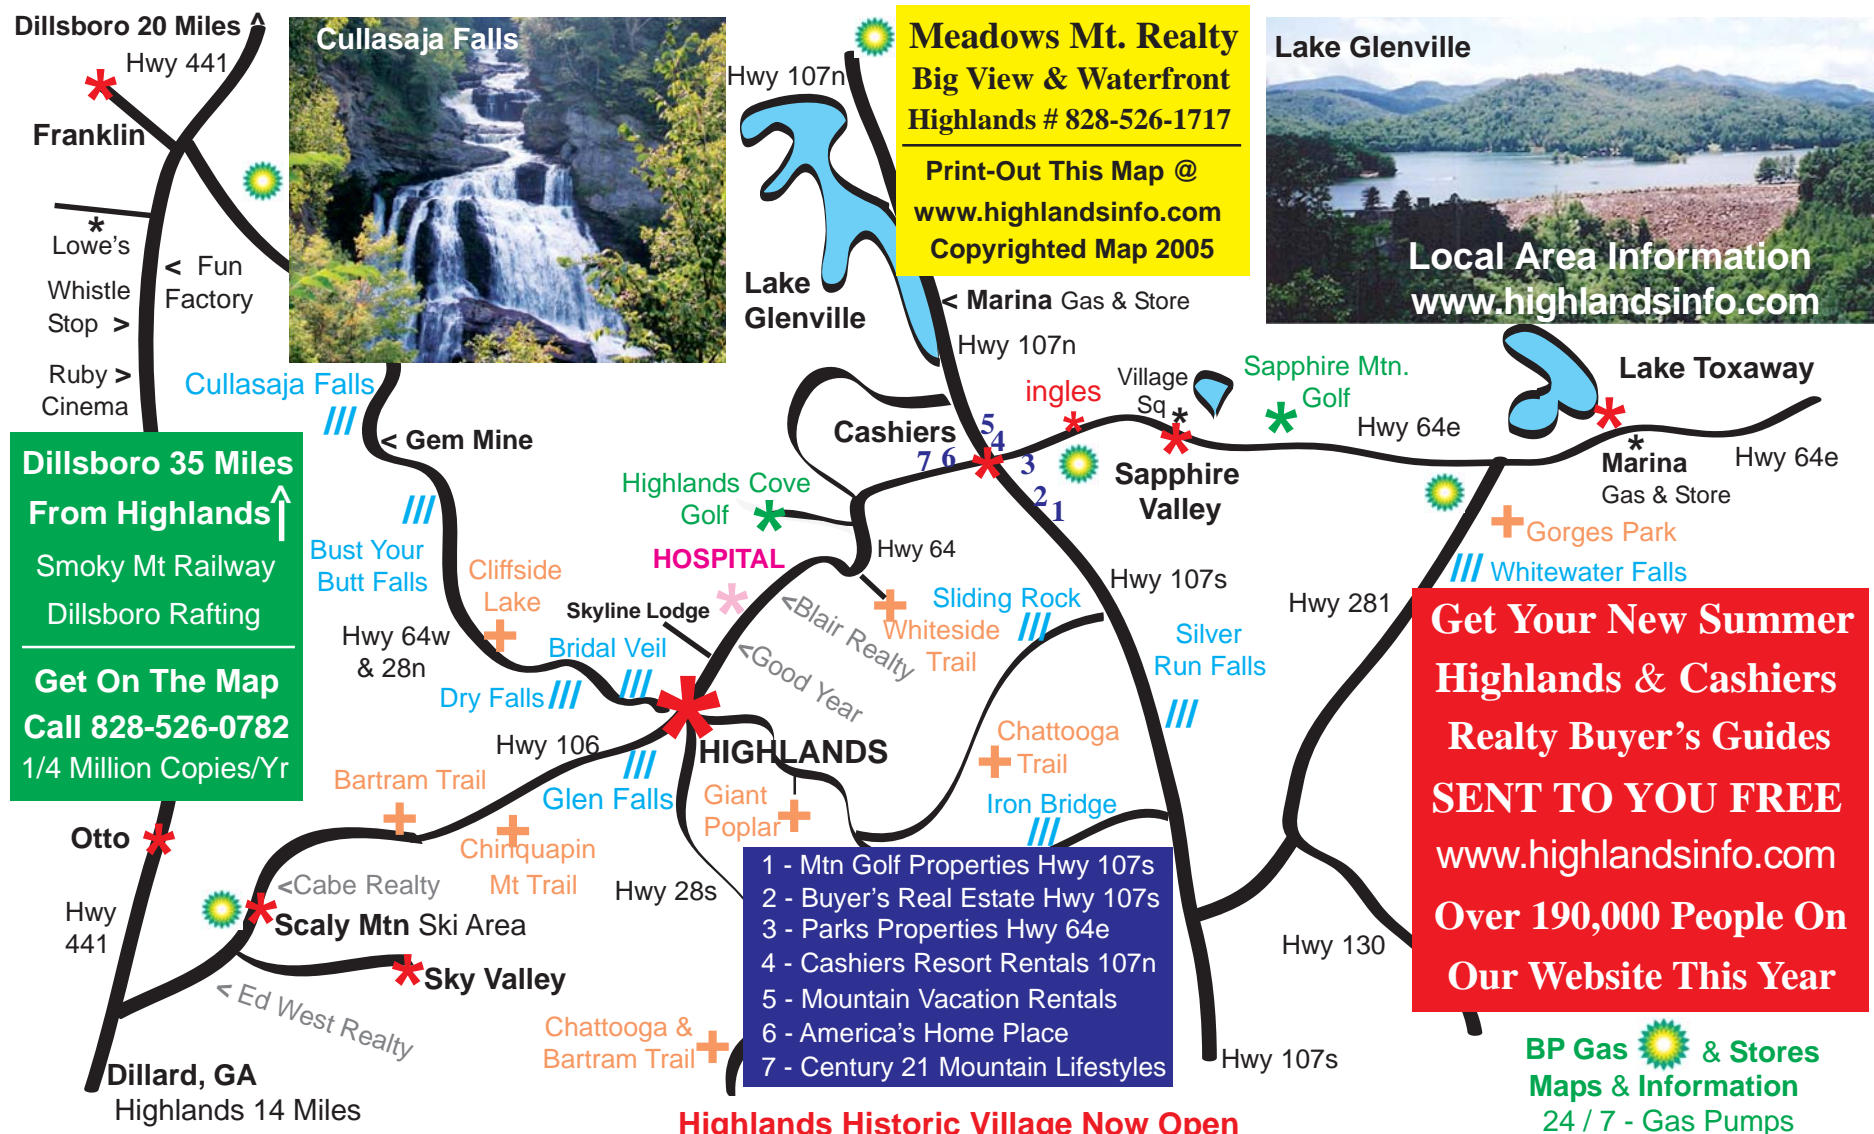 Dillsboro 20 Miles ^
Hwy 441
Franklin
*
Lowe's
< Fun
Factory
Whistle
Stop >
Ruby >
Cinema
Cullasaja Falls
Hwy 107n
Meadows Mt. Realty
Big View & Waterfront
Highlands # 828-526-1717
Print-Out This Map @
www.highlandsinfo.com
Copyrighted Map 2005
Lake Glenville
Local Area Information
www.highlandsinfo.com
Lake
Glenville
< Marina Gas & Store
Hwy 107n
Cullasaja Falls
< Gem Mine
ingles
Village
Sq *
Sapphire Mtn.
Golf
Lake Toxaway
Hwy 64e
Marina
Gas & Store
Hwy 64e
Cashiers
5
4
7 6
3
2
1
Sapphire
Valley
Dillsboro 35 Miles
From Highlands
Smoky Mt Railway
Dillsboro Rafting
Get On The Map
Call 828-526-0782
1/4 Million Copies/Yr
Highlands Cove
Golf
HOSPITAL
Hwy 64
Bust Your
Butt Falls
Cliffside
Lake
Skyline Lodge
<Blair Realty
<Good Year
Whiteside
Trail
Sliding Rock
Hwy 107s
Silver
Run Falls
Gorges Park
Whitewater Falls
Hwy 281
Hwy 64w
& 28n
Bridal Veil
Dry Falls
Hwy 106
HIGHLANDS
Bartram Trail
Glen Falls
Giant
Poplar
Chattooga
Trail
Iron Bridge
Chinquapin
Mt Trail
Get Your New Summer
Highlands & Cashiers
Realty Buyer's Guides
SENT TO YOU FREE
www.highlandsinfo.com
Over 190,000 People On
Our Website This Year
Otto
<Cabe Realty
Hwy 28s
Hwy
441
Scaly Mtn Ski Area
Sky Valley
< Ed West Realty
1 - Mtn Golf Properties Hwy 107s
2 - Buyer's Real Estate Hwy 107s
3 - Parks Properties Hwy 64e
4 - Cashiers Resort Rentals 107n
5 - Mountain Vacation Rentals
6 - America's Home Place
7 - Century 21 Mountain Lifestyles
Hwy 130
Chattooga &
Bartram Trail
Hwy 107s
Dillard, GA
Highlands 14 Miles
Highlands Historic Village Now Open
BP Gas & Stores
Maps & Information
24 / 7 - Gas Pumps